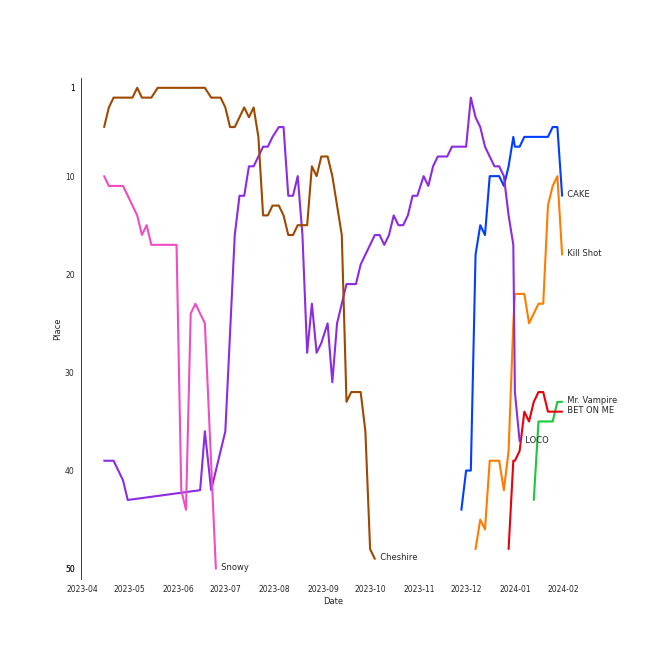 1
10
20
30
40
50
Place
2023-04
2023-05
2023-06
2023-07
2023-08
2023-09
2023-10
2023-11
2023-12
2024-01
2024-02
Date
CAKE
Kill Shot
Mr. Vampire
BET ON ME
LOCO
Cheshire
Snowy